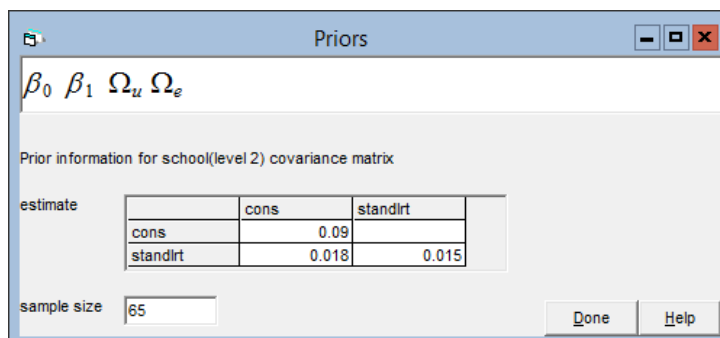 Priors
β0 β1 Ωu Ωe
Prior information for school(level 2) covariance matrix
estimate
cons standlrt
cons 0.09
standlrt 0.018 0.015
sample size 65
Done Help